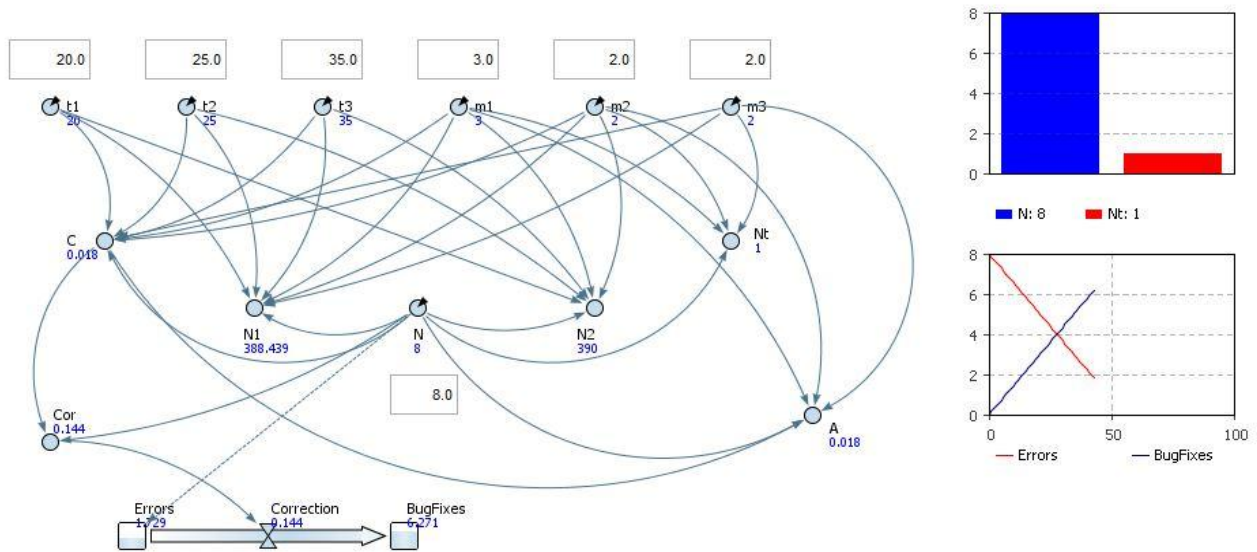 20.0 25.0 35.0 3.0 2.0 2.0
t1 t2 t3 m1 m2 m3
20 25 35 3 2 2
C
0.018
Nt
1
N1
388.439
N
8
N2
390
8.0
Cor
0.144
A
0.018
Errors Correction BugFixes
1.729 0.144 6.271
8
6
4
2
0
N: 8 Nt: 1
8
6
4
2
0
0 50 100
Errors BugFixes